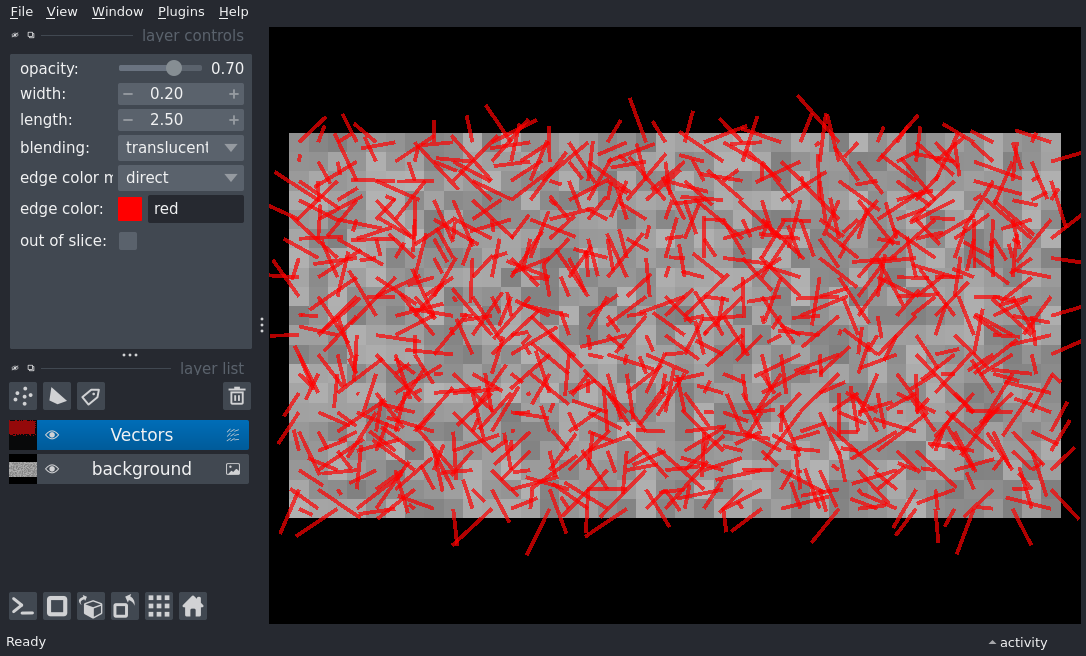 File View Window Plugins Help
layer controls
opacity: 0.70
width: 0.20
length: 2.50
blending: translucent
edge color m direct
edge color: red
out of slice:
layer list
Vectors
background
Ready
activity